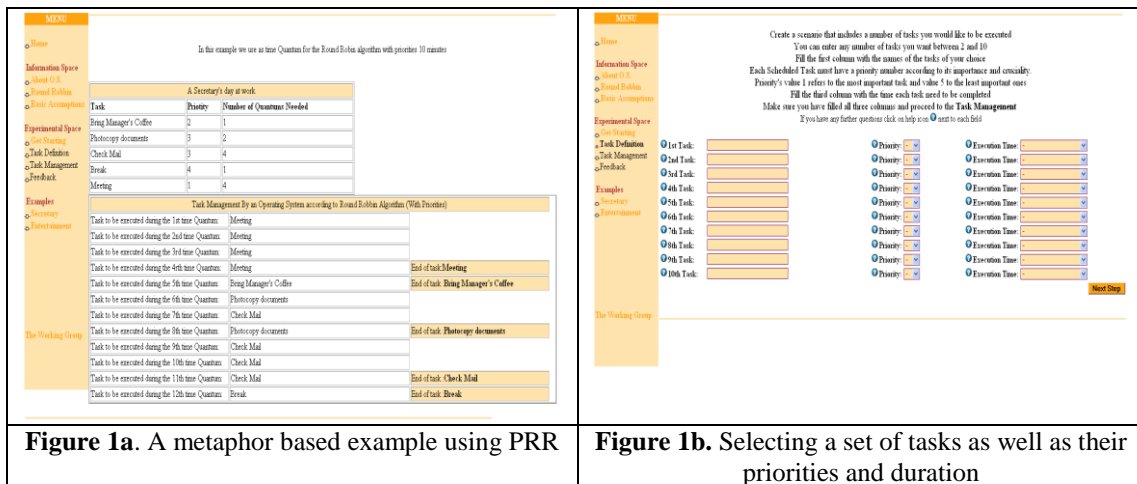 MENU
Home
Information Space
About O.S.
Round Robbin
Basic Assumptions
Experimental Space
Get Starting
Task Definition
Task Management
Feedback
Examples
Secretary
Entertainment
The Working Group
In this example we use as time Quantum for the Round Robin algorithm with priorities 10 minutes
A Secretary's day at work
Task Priority Number of Quantums Needed
Bring Manager's Coffee 2 1
Photocopy documents 3 2
Check Mail 3 4
Break 4 1
Meeting 1 4
Task Management By an Operating System according to Round Robbin Algorithm (With Priorities)
Task to be executed during the 1st time Quantum: Meeting
Task to be executed during the 2nd time Quantum: Meeting
Task to be executed during the 3rd time Quantum: Meeting
Task to be executed during the 4rth time Quantum: Meeting End of task:Meeting
Task to be executed during the 5th time Quantum: Bring Manager's Coffee End of task: Bring Manager's Coffee
Task to be executed during the 6th time Quantum: Photocopy documents
Task to be executed during the 7th time Quantum: Check Mail
Task to be executed during the 8th time Quantum: Photocopy documents End of task: Photocopy documents
Task to be executed during the 9th time Quantum: Check Mail
Task to be executed during the 10th time Quantum: Check Mail
Task to be executed during the 11th time Quantum: Check Mail End of task: Check Mail
Task to be executed during the 12th time Quantum: Break End of task: Break
Figure 1a. A metaphor based example using PRR
MENU
Home
Information Space
About O.S.
Round Robbin
Basic Assumptions
Experimental Space
Get Starting
Task Definition
Task Management
Feedback
Examples
Secretary
Entertainment
The Working Group
Create a scenario that includes a number of tasks you would like to be executed
You can enter any number of tasks you want between 2 and 10
Fill the first column with the names of the tasks of your choice
Each Scheduled Task must have a priority number according to its importance and cruciality.
Priority's value 1 refers to the most important task and value 5 to the least important ones
Fill the third column with the time each task need to be completed
Make sure you have filled all three columns and proceed to the Task Management
If you have any further questions click on help icon ? next to each field
1st Task: Priority: - Execution Time: -
2nd Task: Priority: - Execution Time: -
3rd Task: Priority: - Execution Time: -
4th Task: Priority: - Execution Time: -
5th Task: Priority: - Execution Time: -
6th Task: Priority: - Execution Time: -
7th Task: Priority: - Execution Time: -
8th Task: Priority: - Execution Time: -
9th Task: Priority: - Execution Time: -
10th Task: Priority: - Execution Time: -
Next Step
Figure 1b. Selecting a set of tasks as well as their
priorities and duration